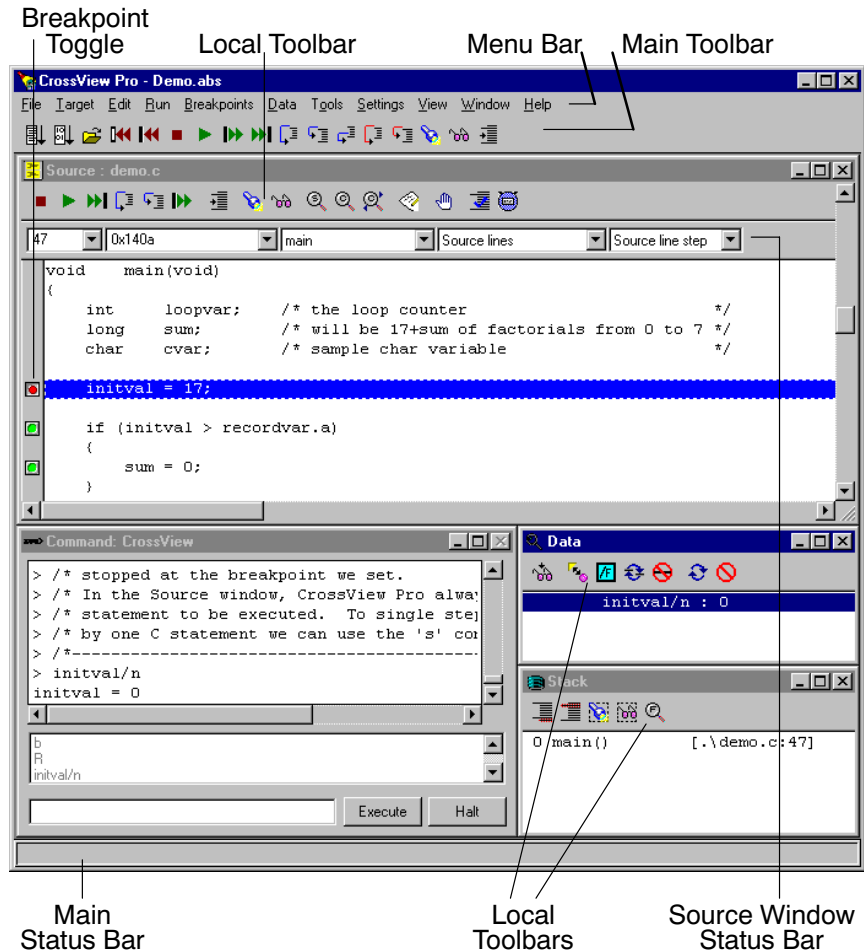 Breakpoint
Toggle
Local Toolbar
Menu Bar
Main Toolbar
CrossView Pro - Demo.abs
File Target Edit Run Breakpoints Data Tools Settings View Window Help
Source : demo.c
47 0x140a main Source lines Source line step
void main(void)
{
int loopvar; /* the loop counter */
long sum; /* will be 17+sum of factorials from 0 to 7 */
char cvar; /* sample char variable */
initval = 17;
if (initval > recordvar.a)
{
sum = 0;
}
Command: CrossView
> /* stopped at the breakpoint we set.
> /* In the Source window, CrossView Pro alway
> /* statement to be executed. To single step
> /* by one C statement we can use the 's' com
> /*---------------------------------------------
> initval/n
initval = 0
b
R
initval/n
Execute Halt
Data
initval/n : 0
Stack
0 main() [.\demo.c:47]
Main
Status Bar
Local
Toolbars
Source Window
Status Bar